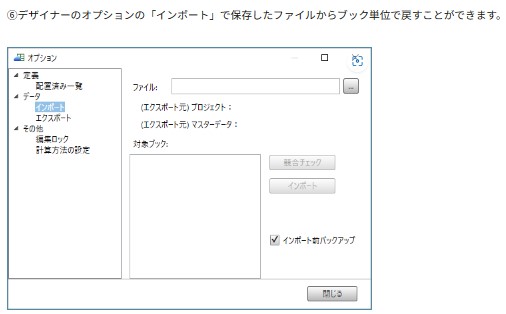 ⑥デザイナーのオプションの「インポート」で保存したファイルからブック単位で戻すことができます。
オプション
定義
配置済み一覧
データ
インポート
エクスポート
その他
編集ロック
計算方法の設定
ファイル:
...
(エクスポート元) プロジェクト:
(エクスポート元) マスターデータ:
対象ブック:
競合チェック
インポート
インポート前バックアップ
閉じる